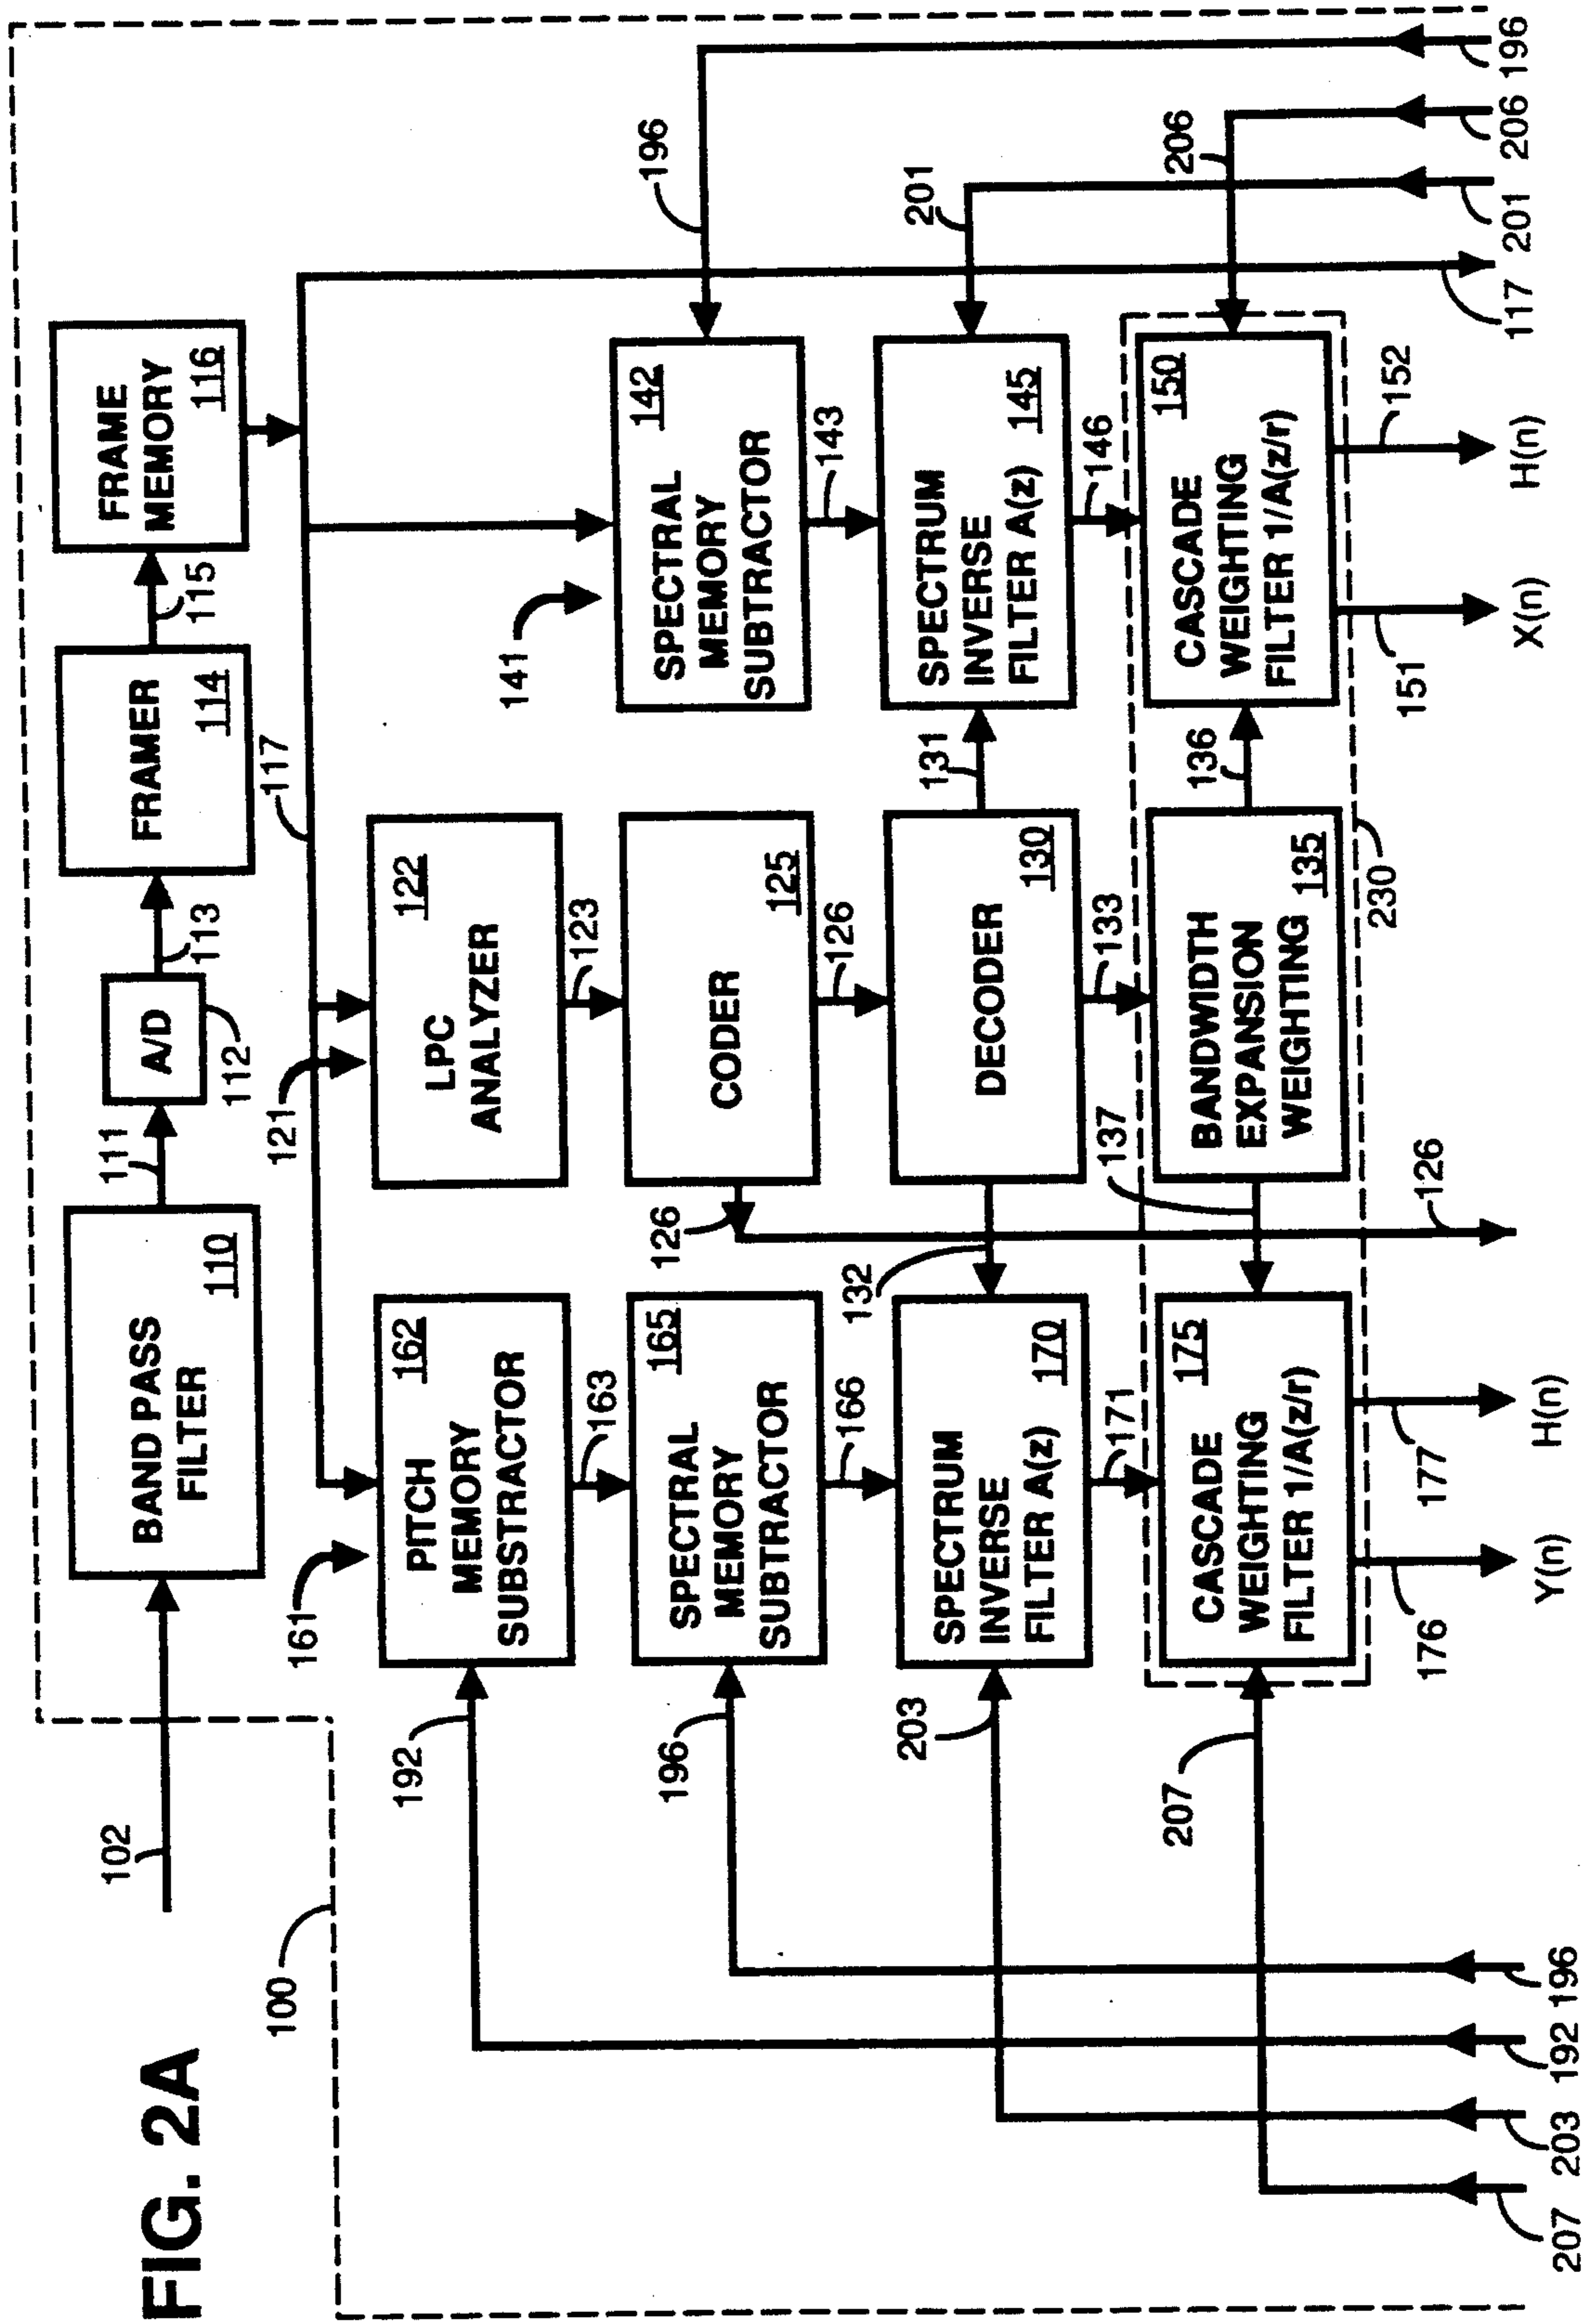 FIG. 2A
100
102
BAND PASS
FILTER
110
111
A/D
112
113
FRAMER
114
115
FRAME
MEMORY
116
117
161
121
141
192
PITCH
MEMORY
SUBSTRACTOR
162
163
LPC
ANALYZER
122
123
196
SPECTRAL
MEMORY
SUBTRACTOR
165
166
126
CODER
125
126
SPECTRAL
MEMORY
SUBTRACTOR
142
143
196
203
SPECTRUM
INVERSE
FILTER A(z)
170
171
132
DECODER
130
133
131
SPECTRUM
INVERSE
FILTER A(z)
145
146
201
207
CASCADE
WEIGHTING
FILTER 1/A(z/r)
175
137
BANDWIDTH
EXPANSION
WEIGHTING
135
136
CASCADE
WEIGHTING
FILTER 1/A(z/r)
150
206
230
207
203
192
196
176
177
126
151
152
117
201
206
196
Y(n)
H(n)
X(n)
H(n)